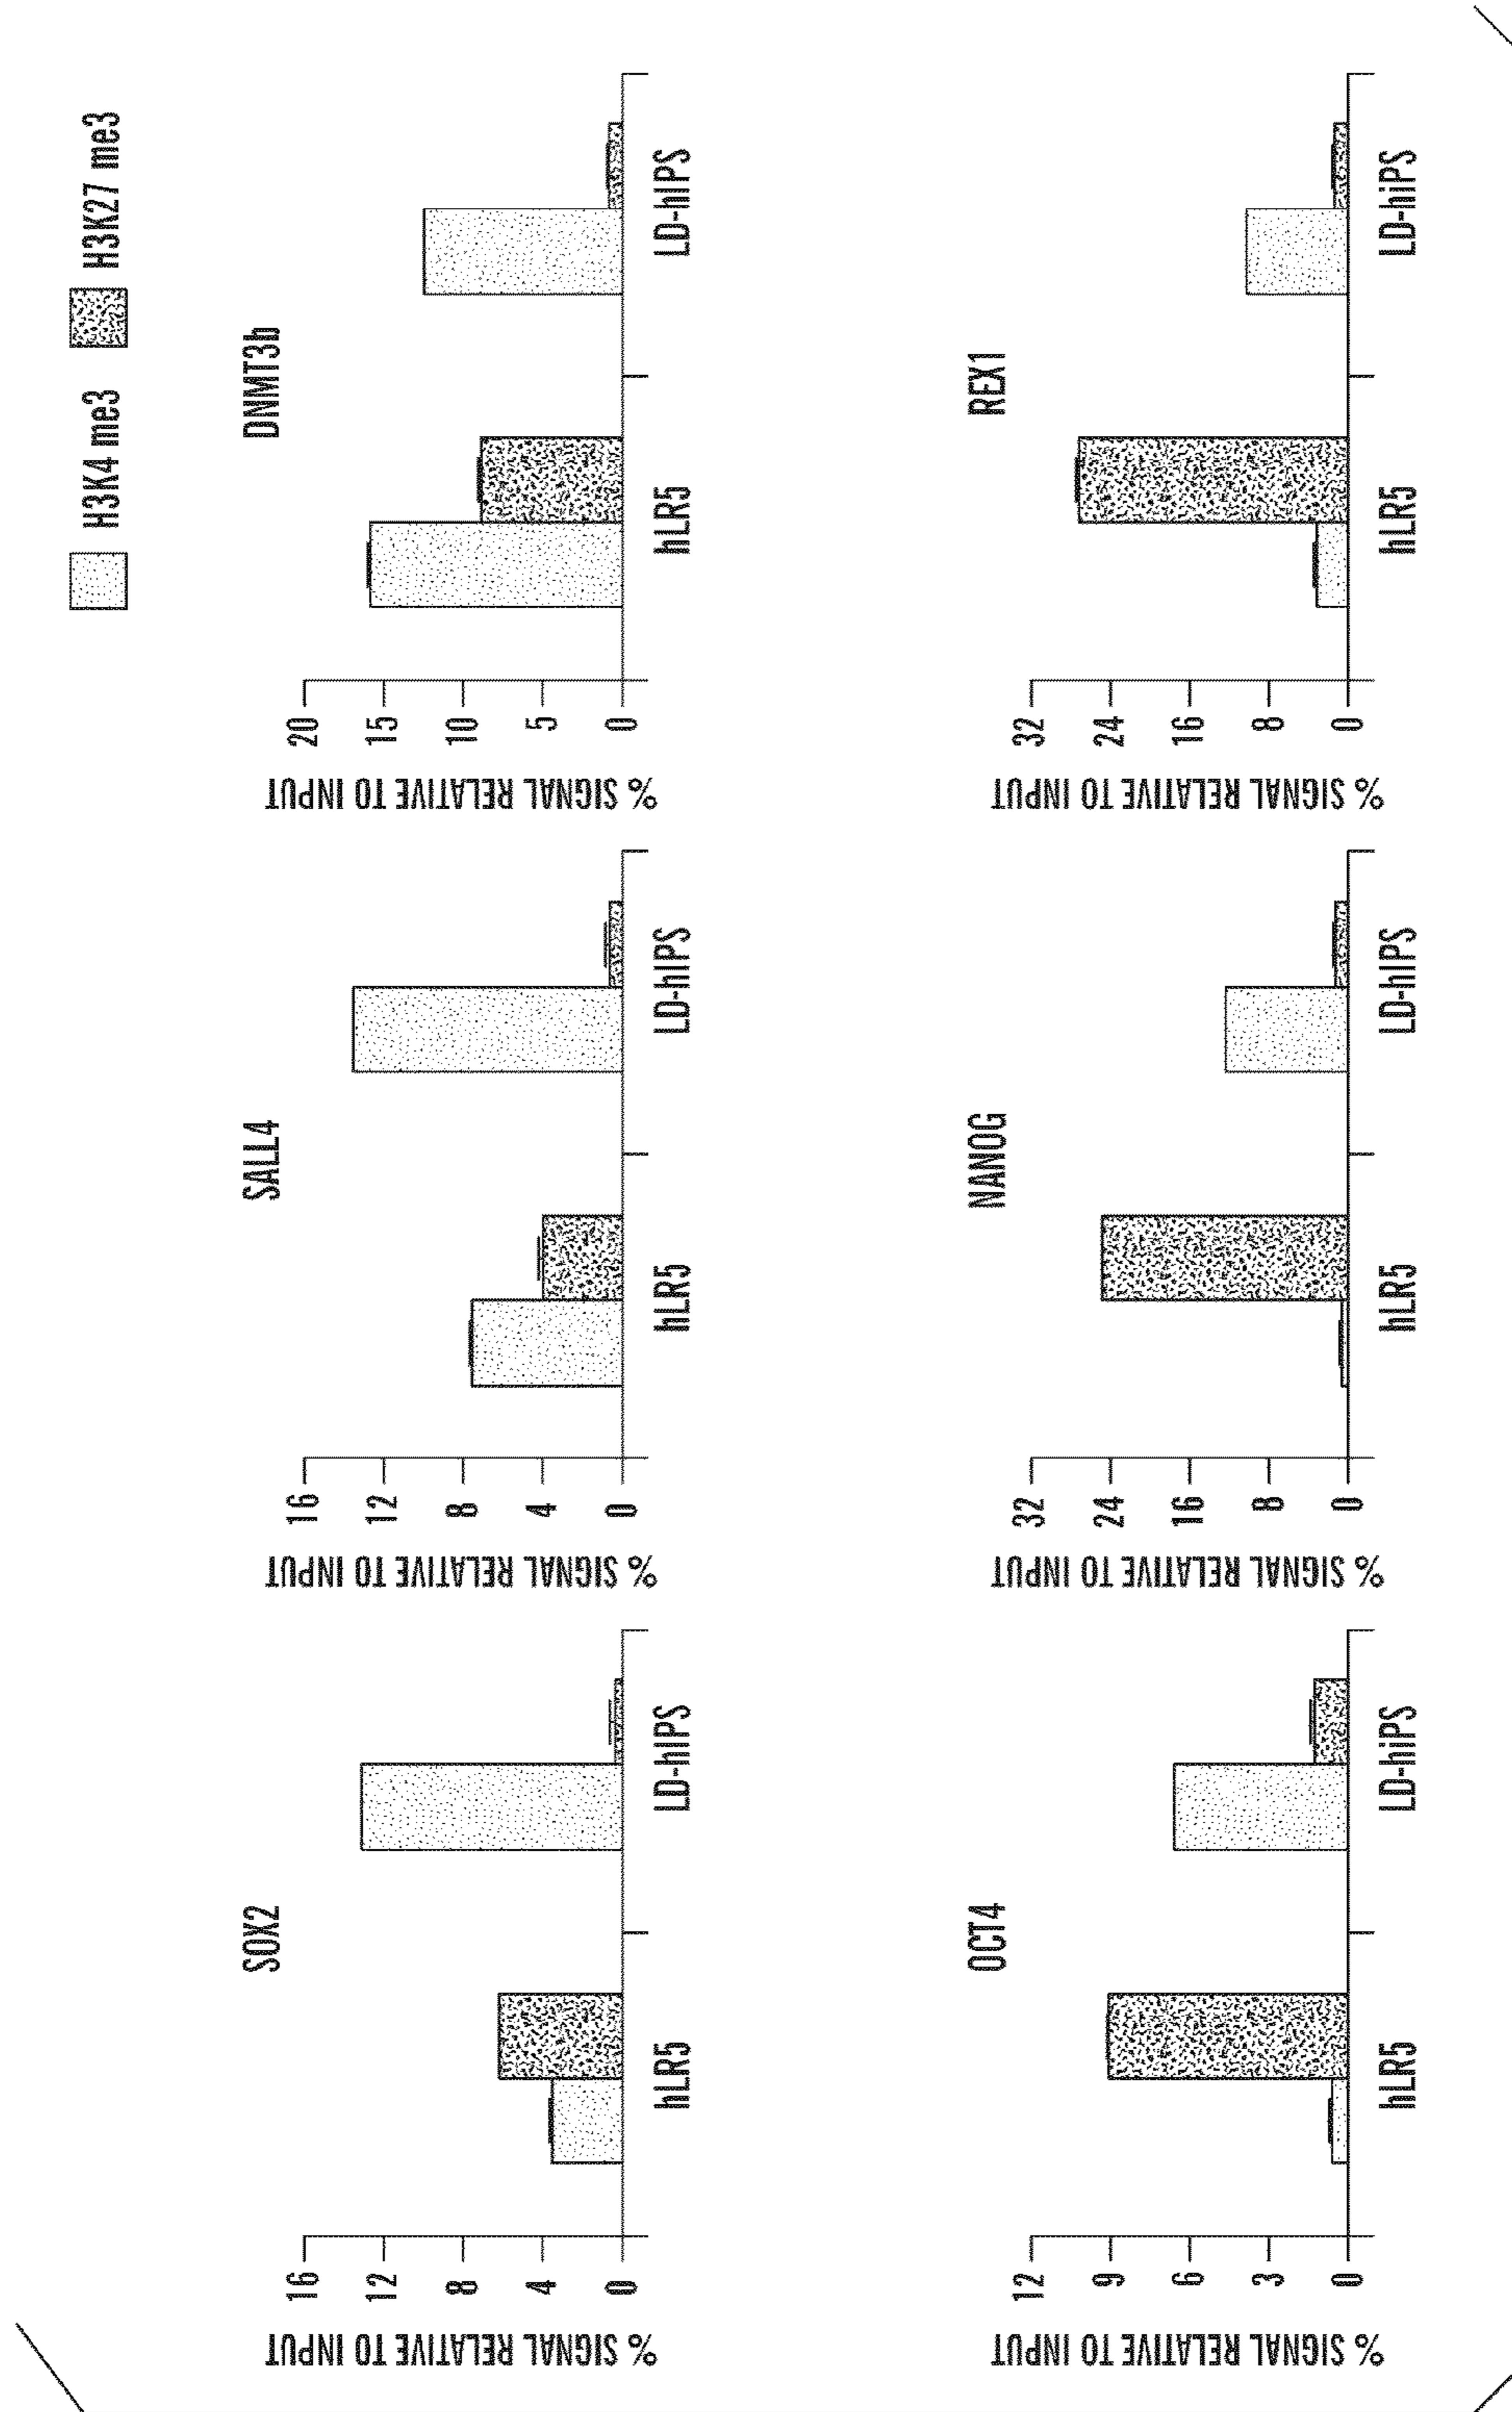 H3K4 me3 H3K27 me3
SOX2
% SIGNAL RELATIVE TO INPUT
16
12
8
4
0
hLR5 LD-hIPS
SALL4
% SIGNAL RELATIVE TO INPUT
16
12
8
4
0
hLR5 LD-hIPS
DNMT3b
% SIGNAL RELATIVE TO INPUT
20
15
10
5
0
hLR5 LD-hIPS
OCT4
% SIGNAL RELATIVE TO INPUT
12
9
6
3
0
hLR5 LD-hiPS
NANOG
% SIGNAL RELATIVE TO INPUT
32
24
16
8
0
hLR5 LD-hIPS
REX1
% SIGNAL RELATIVE TO INPUT
32
24
16
8
0
hLR5 LD-hiPS